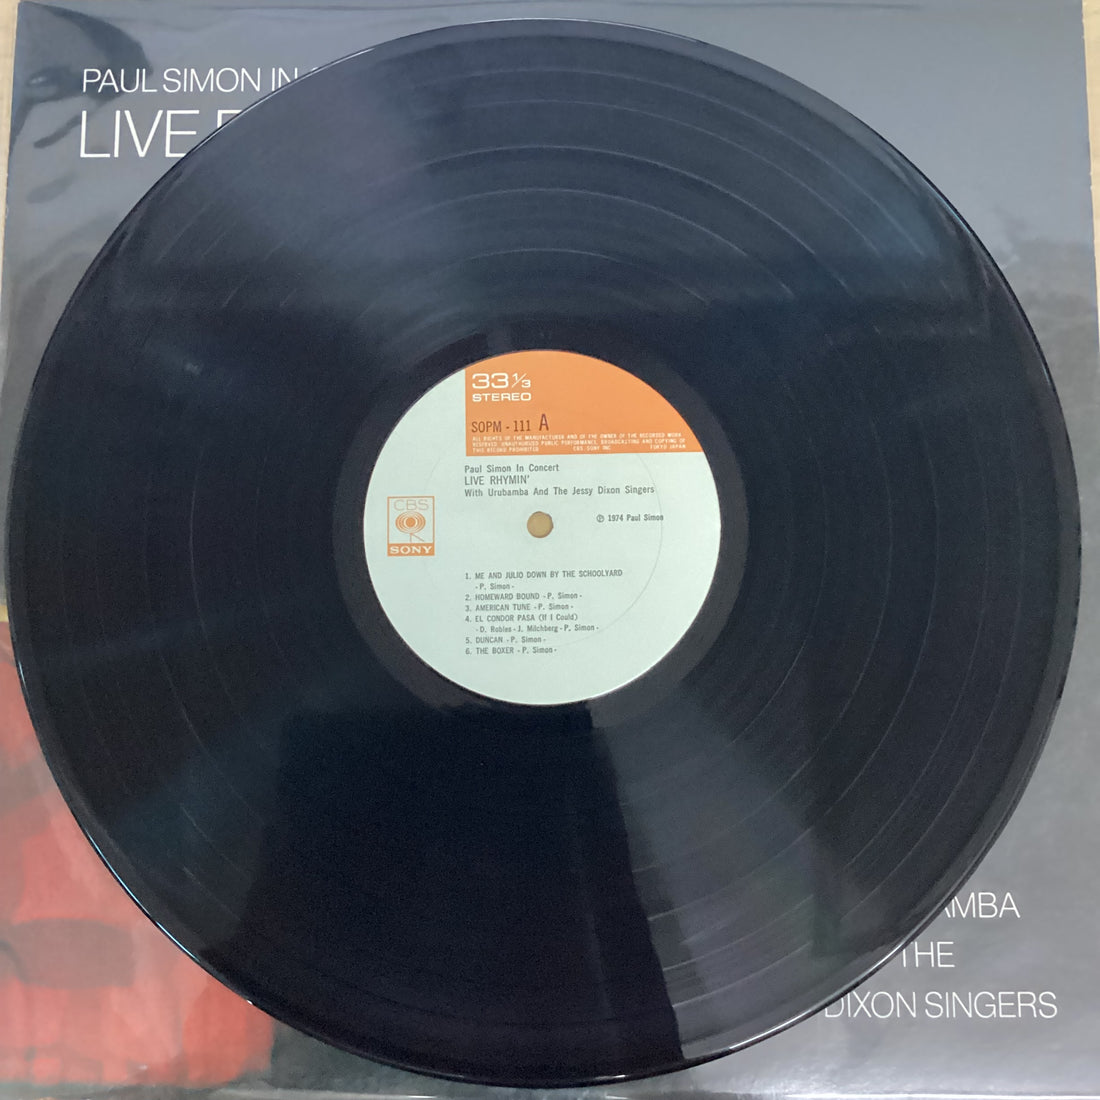 PAUL SIMON IN
LIVE
33 1/3
STEREO
SOPM - 111 A
ALL RIGHTS OF THE MANUFACTURER AND OF THE OWNER OF THE RECORDED WORK
RESERVED UNAUTHORIZED PUBLIC PERFORMANCE, BROADCASTING AND COPYING OF
THIS RECORD PROHIBITED CBS/SONY INC TOKYO JAPAN
Paul Simon In Concert
LIVE RHYMIN'
With Urubamba And The Jessy Dixon Singers
CBS
SONY
℗ 1974 Paul Simon
1. ME AND JULIO DOWN BY THE SCHOOLYARD
- P. Simon -
2. HOMEWARD BOUND - P. Simon -
3. AMERICAN TUNE - P. Simon -
4. EL CONDOR PASA (If I Could)
- D. Robles - J. Milchberg - P. Simon -
5. DUNCAN - P. Simon -
6. THE BOXER - P. Simon -
AMBA
THE
DIXON SINGERS